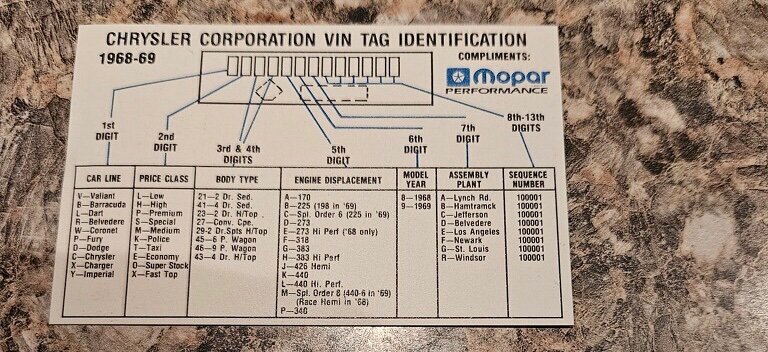 CHRYSLER CORPORATION VIN TAG IDENTIFICATION
1968-69
COMPLIMENTS:
Mopar
PERFORMANCE
1st DIGIT
2nd DIGIT
3rd & 4th DIGITS
5th DIGIT
6th DIGIT
7th DIGIT
8th-13th DIGITS
CAR LINE
V—Valiant
B—Barracuda
L—Dart
R—Belvedere
W—Coronet
P—Fury
D—Dodge
C—Chrysler
X—Charger
Y—Imperial
PRICE CLASS
L—Low
H—High
P—Premium
S—Special
M—Medium
K—Police
T—Taxi
E—Economy
O—Super Stock
X—Fast Top
BODY TYPE
21—2 Dr. Sed.
41—4 Dr. Sed.
23—2 Dr. H/Top
27—Conv. Cpe.
29-2 Dr.Spts H/Top
45—6 P. Wagon
46—9 P. Wagon
43—4 Dr. H/Top
ENGINE DISPLACEMENT
A—170
B—225 (198 in '69)
C—Spl. Order 6 (225 in '69)
D—273
E—273 Hi Perf ('68 only)
F—318
G—383
H—383 Hi Perf
J—426 Hemi
K—440
L—440 Hi. Perf.
M—Spl. Order 8 (440-6 in '69)
(Race Hemi in '68)
P—340
MODEL YEAR
8—1968
9—1969
ASSEMBLY PLANT
A—Lynch Rd.
B—Hamtramck
C—Jefferson
D—Belvedere
E—Los Angeles
F—Newark
G—St. Louis
R—Windsor
SEQUENCE NUMBER
100001
100001
100001
100001
100001
100001
100001
100001